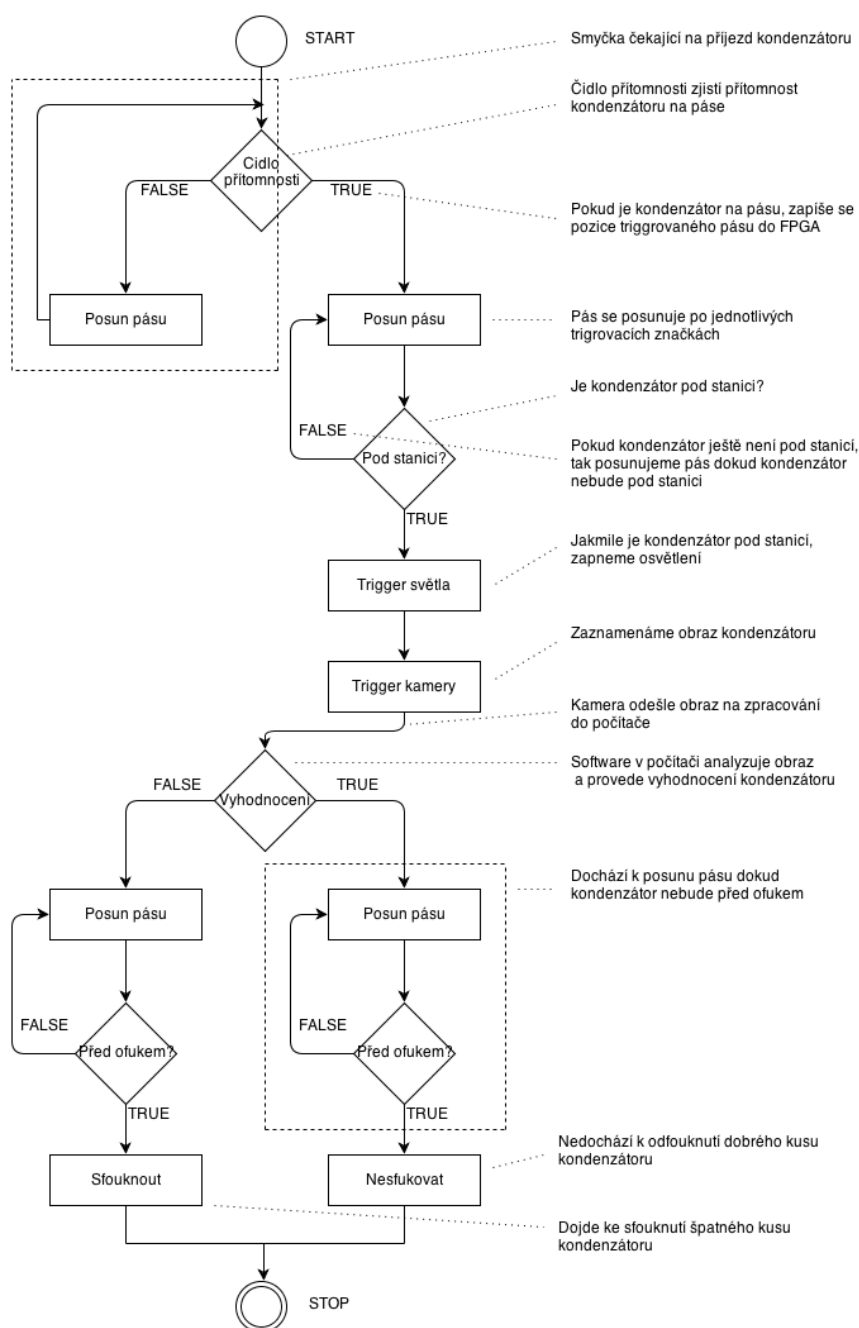 START
Smyčka čekající na příjezd kondenzátoru
Čidlo přítomnosti zjistí přítomnost
kondenzátoru na páse
Cidlo
přítomnosti
FALSE
TRUE
Pokud je kondenzátor na pásu, zapíše se
pozice triggrovaného pásu do FPGA
Posun pásu
Posun pásu
Pás se posunuje po jednotlivých
trigrovacích značkách
Je kondenzátor pod stanici?
FALSE
Pod stanici?
Pokud kondenzátor ještě není pod stanicí,
tak posunujeme pás dokud kondenzátor
nebude pod stanici
TRUE
Jakmile je kondenzátor pod stanicí,
zapneme osvětlení
Trigger světla
Zaznamenáme obraz kondenzátoru
Trigger kamery
Kamera odešle obraz na zpracování
do počítače
Software v počítači analyzuje obraz
a provede vyhodnocení kondenzátoru
FALSE
TRUE
Vyhodnocení
Dochází k posunu pásu dokud
kondenzátor nebude před ofukem
Posun pásu
Posun pásu
FALSE
FALSE
Před ofukem?
Před ofukem?
TRUE
TRUE
Nedochází k odfouknutí dobrého kusu
kondenzátoru
Sfouknout
Nesfukovat
Dojde ke sfouknutí špatného kusu
kondenzátoru
STOP